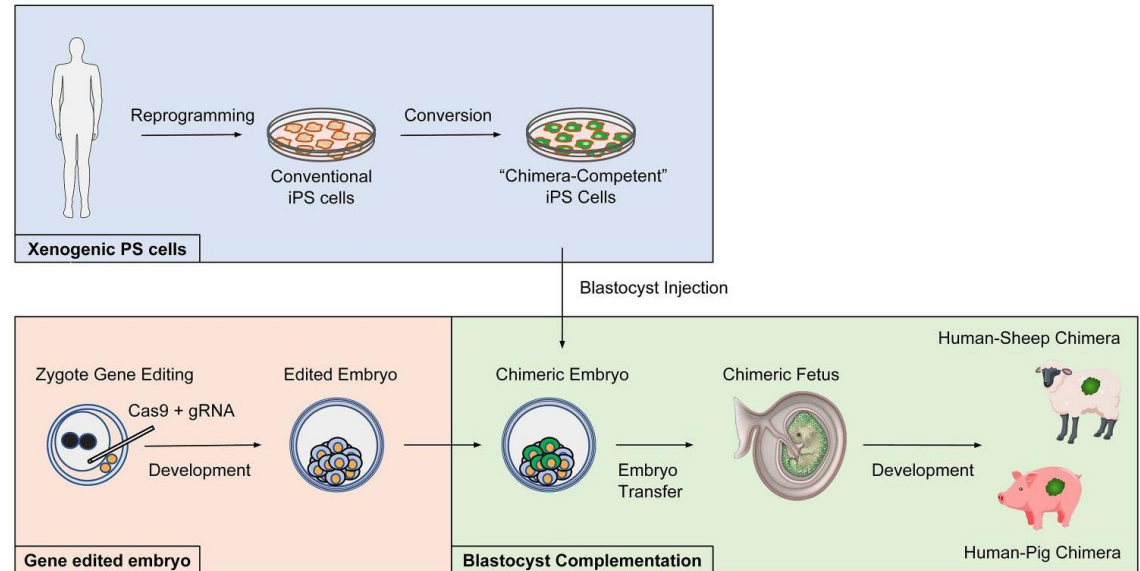 Reprogramming
Conversion
Conventional
iPS cells
“Chimera-Competent”
iPS Cells
Xenogenic PS cells
Blastocyst Injection
Zygote Gene Editing
Cas9 + gRNA
Development
Edited Embryo
Gene edited embryo
Chimeric Embryo
Embryo
Transfer
Chimeric Fetus
Development
Human-Sheep Chimera
Human-Pig Chimera
Blastocyst Complementation